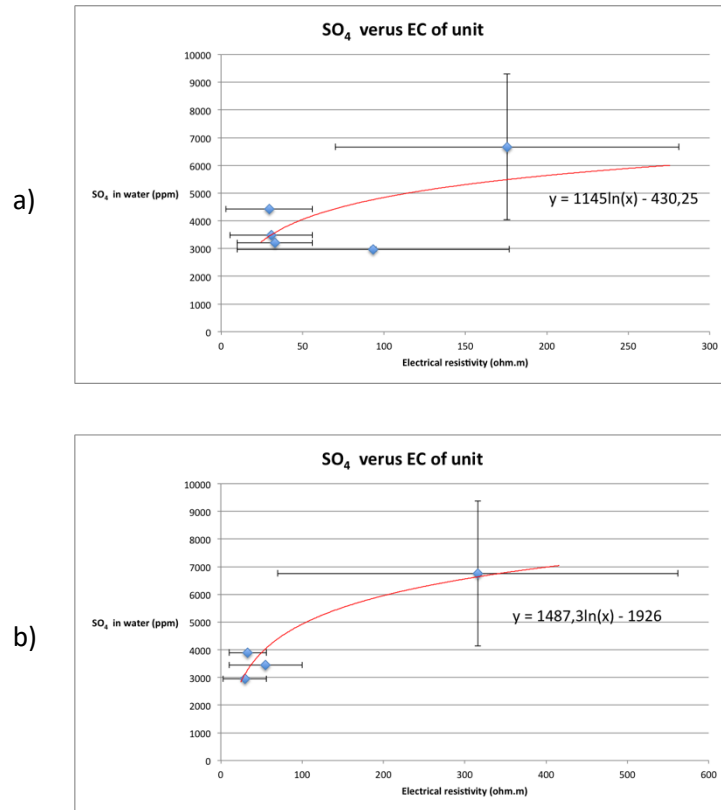 a)
SO₄ verus EC of unit
10000
9000
8000
7000
6000
5000
4000
3000
2000
1000
0
SO₄ in water (ppm)
y = 1145ln(x) - 430,25
0 50 100 150 200 250 300
Electrical resistivity (ohm.m)
b)
SO₄ verus EC of unit
10000
9000
8000
7000
6000
5000
4000
3000
2000
1000
0
SO₄ in water (ppm)
y = 1487,3ln(x) - 1926
0 100 200 300 400 500 600
Electrical resistivity (ohm.m)